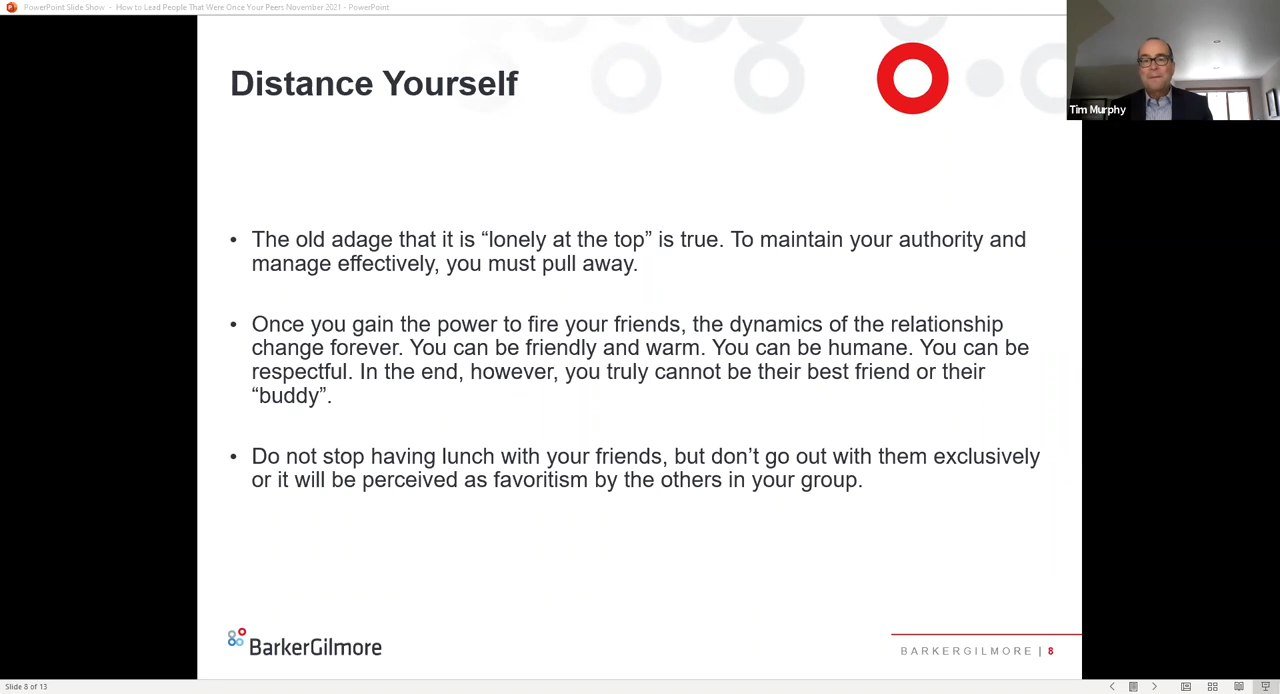 PowerPoint Slide Show - How to Lead People That Were Once Your Peers November 2021 - PowerPoint
Tim Murphy
Distance Yourself
• The old adage that it is “lonely at the top” is true. To maintain your authority and
manage effectively, you must pull away.
• Once you gain the power to fire your friends, the dynamics of the relationship
change forever. You can be friendly and warm. You can be humane. You can be
respectful. In the end, however, you truly cannot be their best friend or their
“buddy”.
• Do not stop having lunch with your friends, but don’t go out with them exclusively
or it will be perceived as favoritism by the others in your group.
BarkerGilmore
BARKERGILMORE | 8
Slide 8 of 13